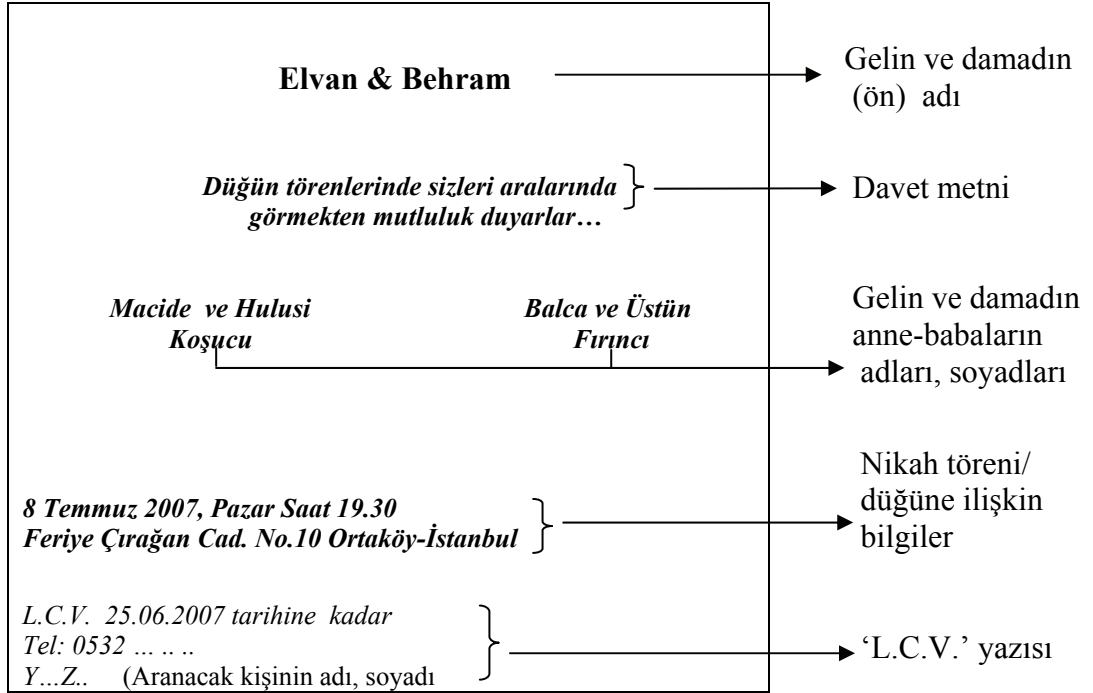 Elvan & Behram
Gelin ve damadın
(ön) adı
Düğün törenlerinde sizleri aralarında
görmekten mutluluk duyarlar…
Davet metni
Macide ve Hulusi
Koşucu
Balca ve Üstün
Fırıncı
Gelin ve damadın
anne-babaların
adları, soyadları
8 Temmuz 2007, Pazar Saat 19.30
Feriye Çırağan Cad. No.10 Ortaköy-İstanbul
Nikah töreni/
düğüne ilişkin
bilgiler
L.C.V. 25.06.2007 tarihine kadar
Tel: 0532 ... .. ..
Y...Z.. (Aranacak kişinin adı, soyadı
‘L.C.V.’ yazısı